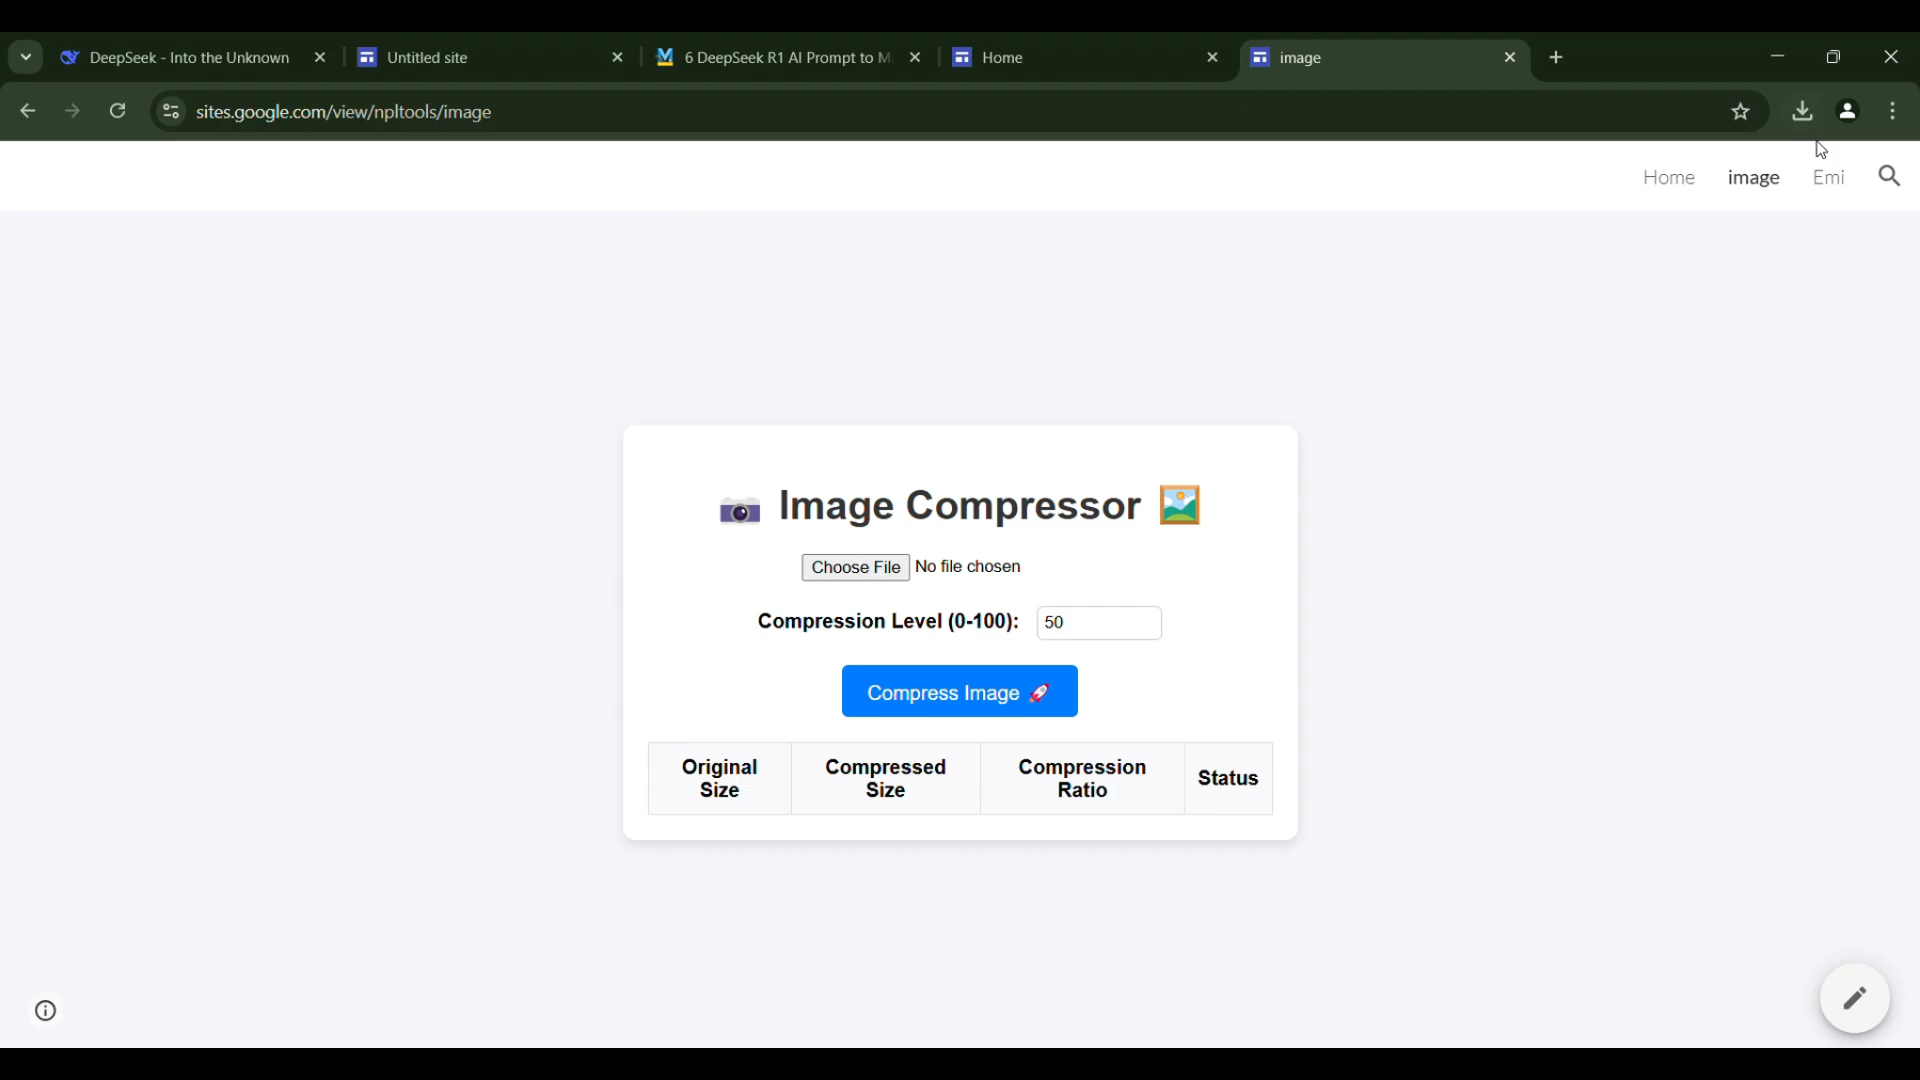 DeepSeek - Into the Unknown
Untitled site
6 DeepSeek R1 AI Prompt to M
Home
image
sites.google.com/view/npltools/image
Home image Emi
Image Compressor
Choose File No file chosen
Compression Level (0-100): 50
Compress Image 🚀
Original
Size
Compressed
Size
Compression
Ratio
Status